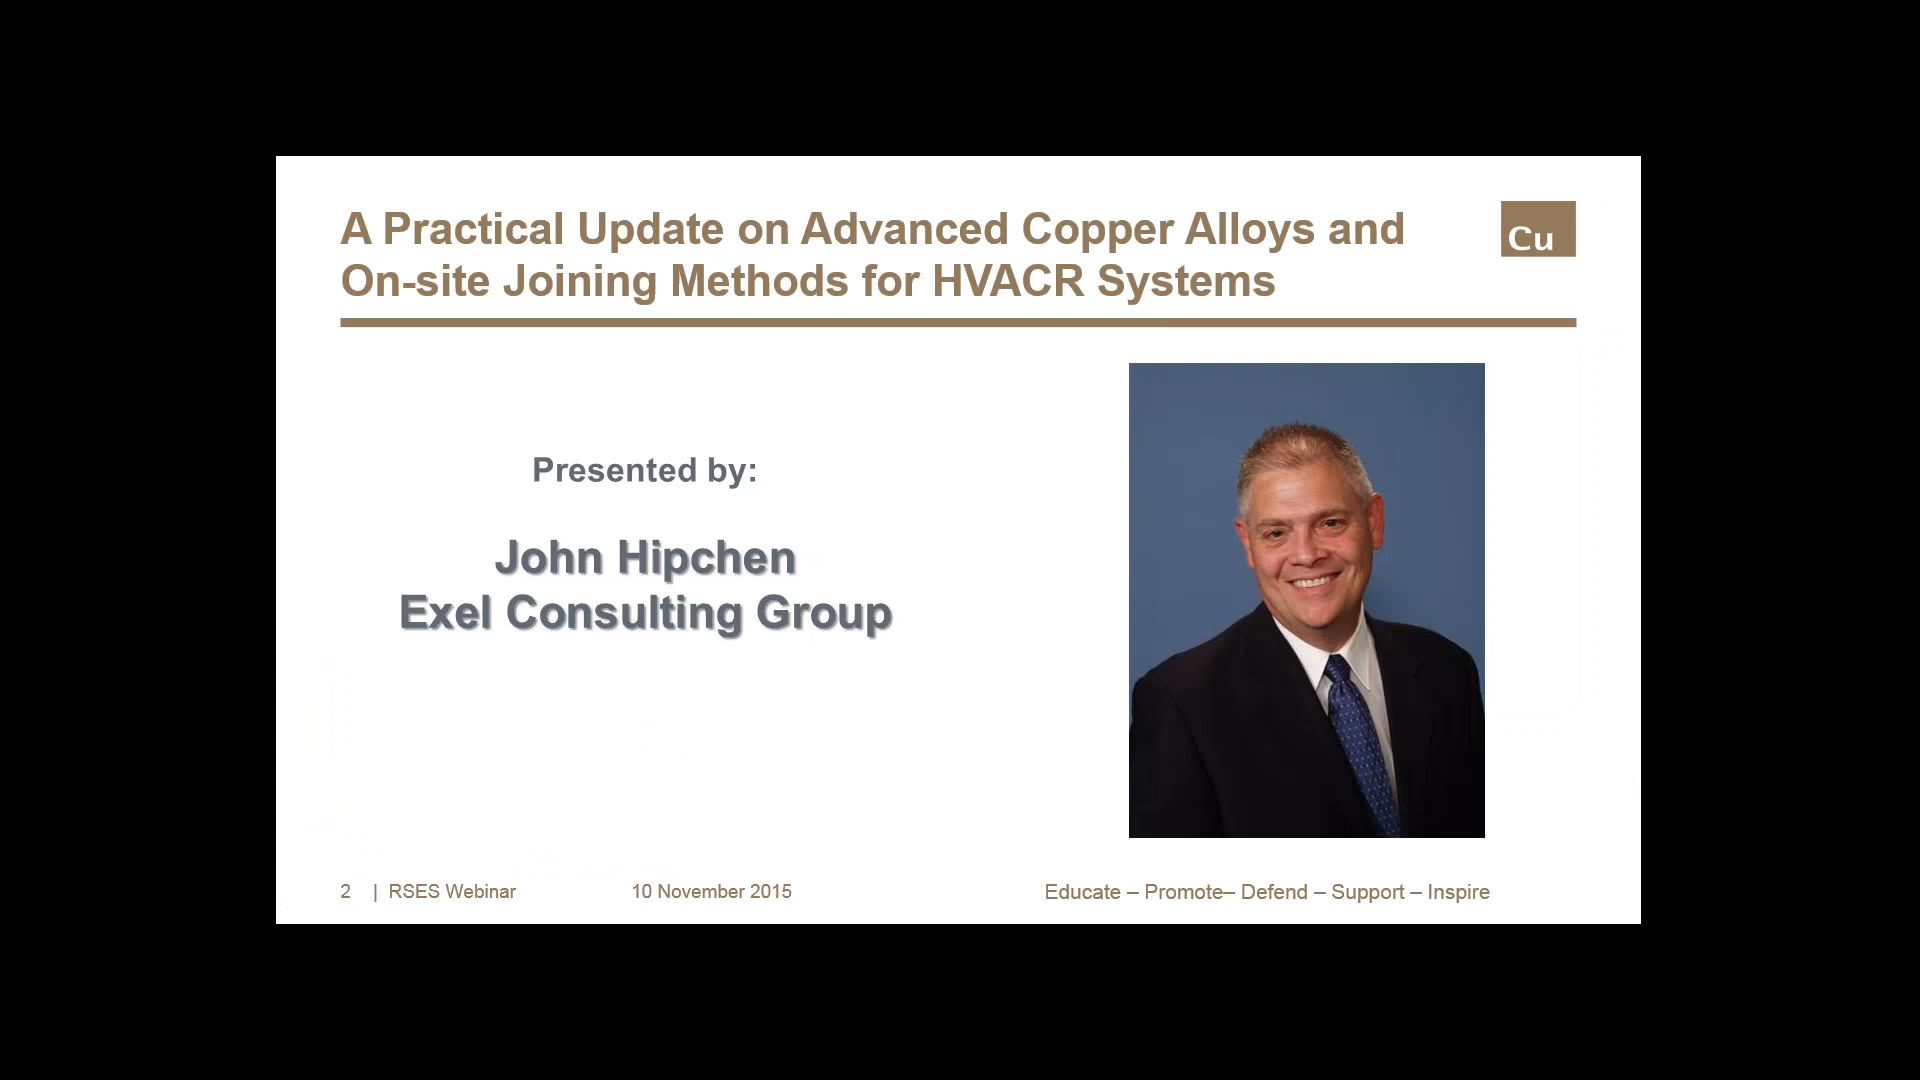 A Practical Update on Advanced Copper Alloys and
On-site Joining Methods for HVACR Systems
Cu
Presented by:
John Hipchen
Exel Consulting Group
2 | RSES Webinar 10 November 2015 Educate – Promote– Defend – Support – Inspire